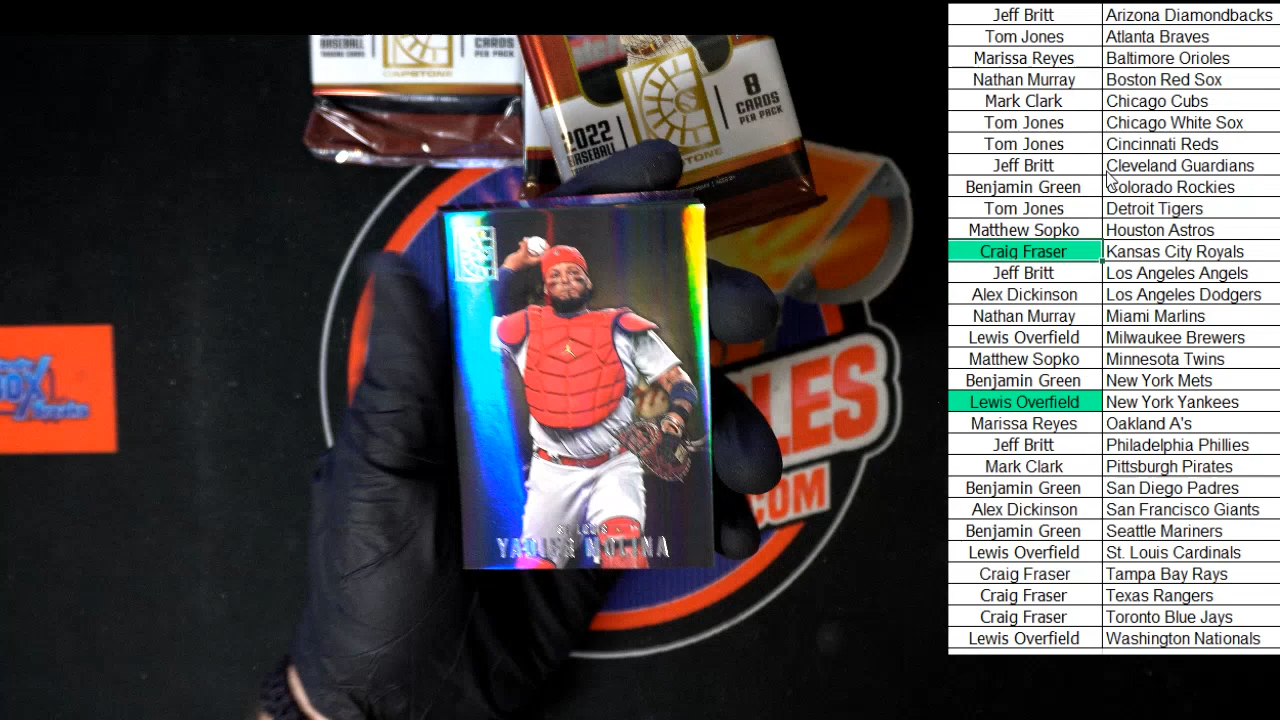 BASEBALL
CARDS
PER PACK
CAPSTONE
8
CARDS
PER PACK
2022
BASEBALL
ST. LOUIS
YADIER MOLINA
LES
.COM
Jeff Britt Arizona Diamondbacks
Tom Jones Atlanta Braves
Marissa Reyes Baltimore Orioles
Nathan Murray Boston Red Sox
Mark Clark Chicago Cubs
Tom Jones Chicago White Sox
Tom Jones Cincinnati Reds
Jeff Britt Cleveland Guardians
Benjamin Green Colorado Rockies
Tom Jones Detroit Tigers
Matthew Sopko Houston Astros
Craig Fraser Kansas City Royals
Jeff Britt Los Angeles Angels
Alex Dickinson Los Angeles Dodgers
Nathan Murray Miami Marlins
Lewis Overfield Milwaukee Brewers
Matthew Sopko Minnesota Twins
Benjamin Green New York Mets
Lewis Overfield New York Yankees
Marissa Reyes Oakland A's
Jeff Britt Philadelphia Phillies
Mark Clark Pittsburgh Pirates
Benjamin Green San Diego Padres
Alex Dickinson San Francisco Giants
Benjamin Green Seattle Mariners
Lewis Overfield St. Louis Cardinals
Craig Fraser Tampa Bay Rays
Craig Fraser Texas Rangers
Craig Fraser Toronto Blue Jays
Lewis Overfield Washington Nationals